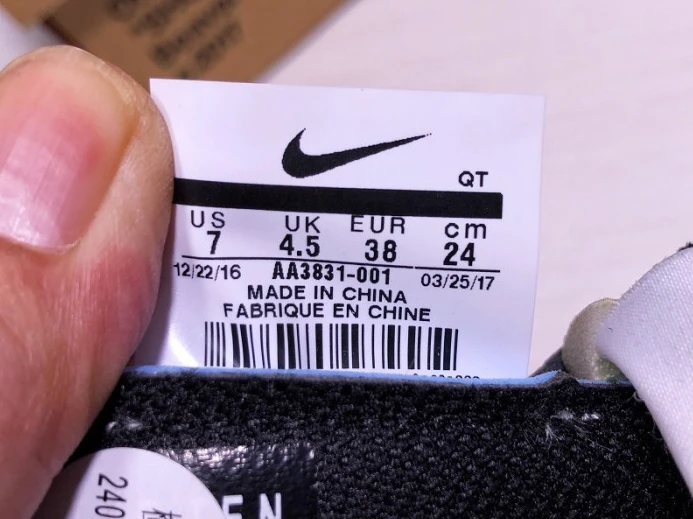 QT
US UK EUR cm
7 4.5 38 24
12/22/16 AA3831-001 03/25/17
MADE IN CHINA
FABRIQUE EN CHINE
240
EN